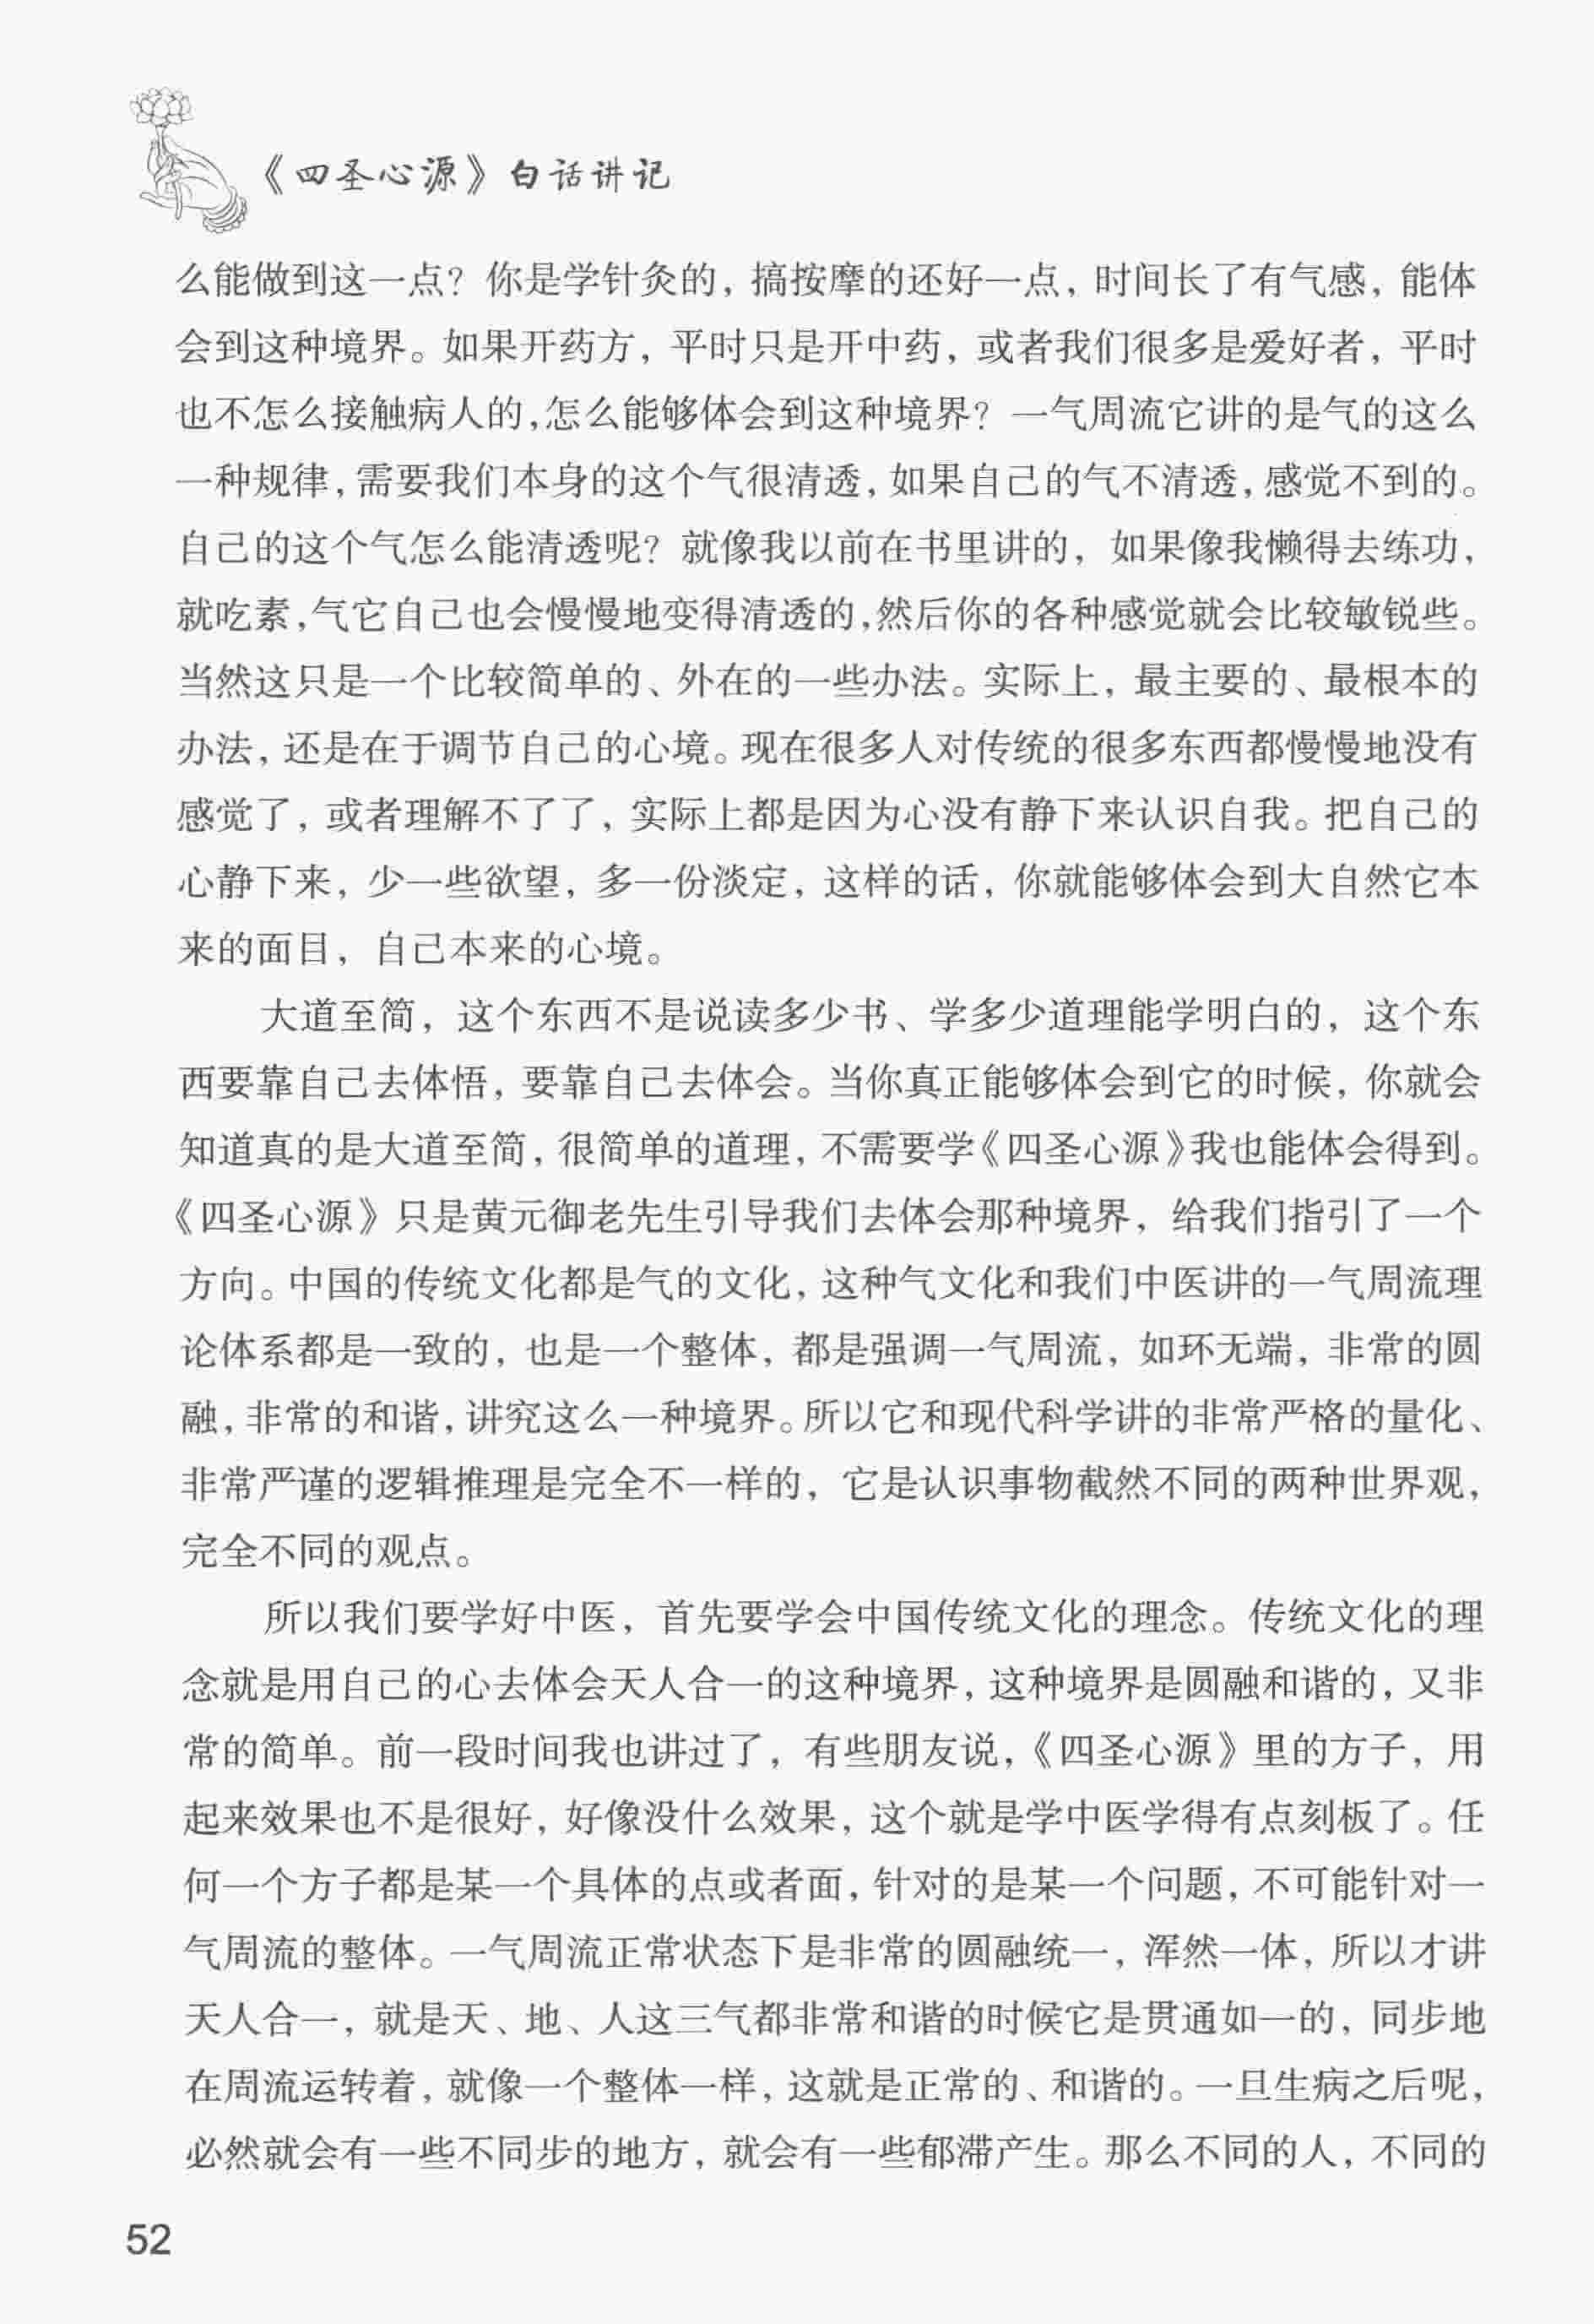 《四圣心源》白话讲记
么能做到这一点？你是学针灸的，搞按摩的还好一点，时间长了有气感，能体
会到这种境界。如果开药方，平时只是开中药，或者我们很多是爱好者，平时
也不怎么接触病人的，怎么能够体会到这种境界？一气周流它讲的是气的这么
一种规律，需要我们本身的这个气很清透，如果自己的气不清透，感觉不到的。
自己的这个气怎么能清透呢？就像我以前在书里讲的，如果像我懒得去练功，
就吃素，气它自己也会慢慢地变得清透的，然后你的各种感觉就会比较敏锐些。
当然这只是一个比较简单的、外在的一些办法。实际上，最主要的、最根本的
办法，还是在于调节自己的心境。现在很多人对传统的很多东西都慢慢地没有
感觉了，或者理解不了了，实际上都是因为心没有静下来认识自我。把自己的
心静下来，少一些欲望，多一份淡定，这样的话，你就能够体会到大自然它本
来的面目，自己本来的心境。
大道至简，这个东西不是说读多少书、学多少道理能学明白的，这个东
西要靠自己去体悟，要靠自己去体会。当你真正能够体会到它的时候，你就会
知道真的是大道至简，很简单的道理，不需要学《四圣心源》我也能体会得到。
《四圣心源》只是黄元御老先生引导我们去体会那种境界，给我们指引了一个
方向。中国的传统文化都是气的文化，这种气文化和我们中医讲的一气周流理
论体系都是一致的，也是一个整体，都是强调一气周流，如环无端，非常的圆
融，非常的和谐，讲究这么一种境界。所以它和现代科学讲的非常严格的量化、
非常严谨的逻辑推理是完全不一样的，它是认识事物截然不同的两种世界观，
完全不同的观点。
所以我们要学好中医，首先要学会中国传统文化的理念。传统文化的理
念就是用自己的心去体会天人合一的这种境界，这种境界是圆融和谐的，又非
常的简单。前一段时间我也讲过了，有些朋友说，《四圣心源》里的方子，用
起来效果也不是很好，好像没什么效果，这个就是学中医学得有点刻板了。任
何一个方子都是某一个具体的点或者面，针对的是某一个问题，不可能针对一
气周流的整体。一气周流正常状态下是非常的圆融统一，浑然一体，所以才讲
天人合一，就是天、地、人这三气都非常和谐的时候它是贯通如一的，同步地
在周流运转着，就像一个整体一样，这就是正常的、和谐的。一旦生病之后呢，
必然就会有一些不同步的地方，就会有一些郁滞产生。那么不同的人，不同的
52